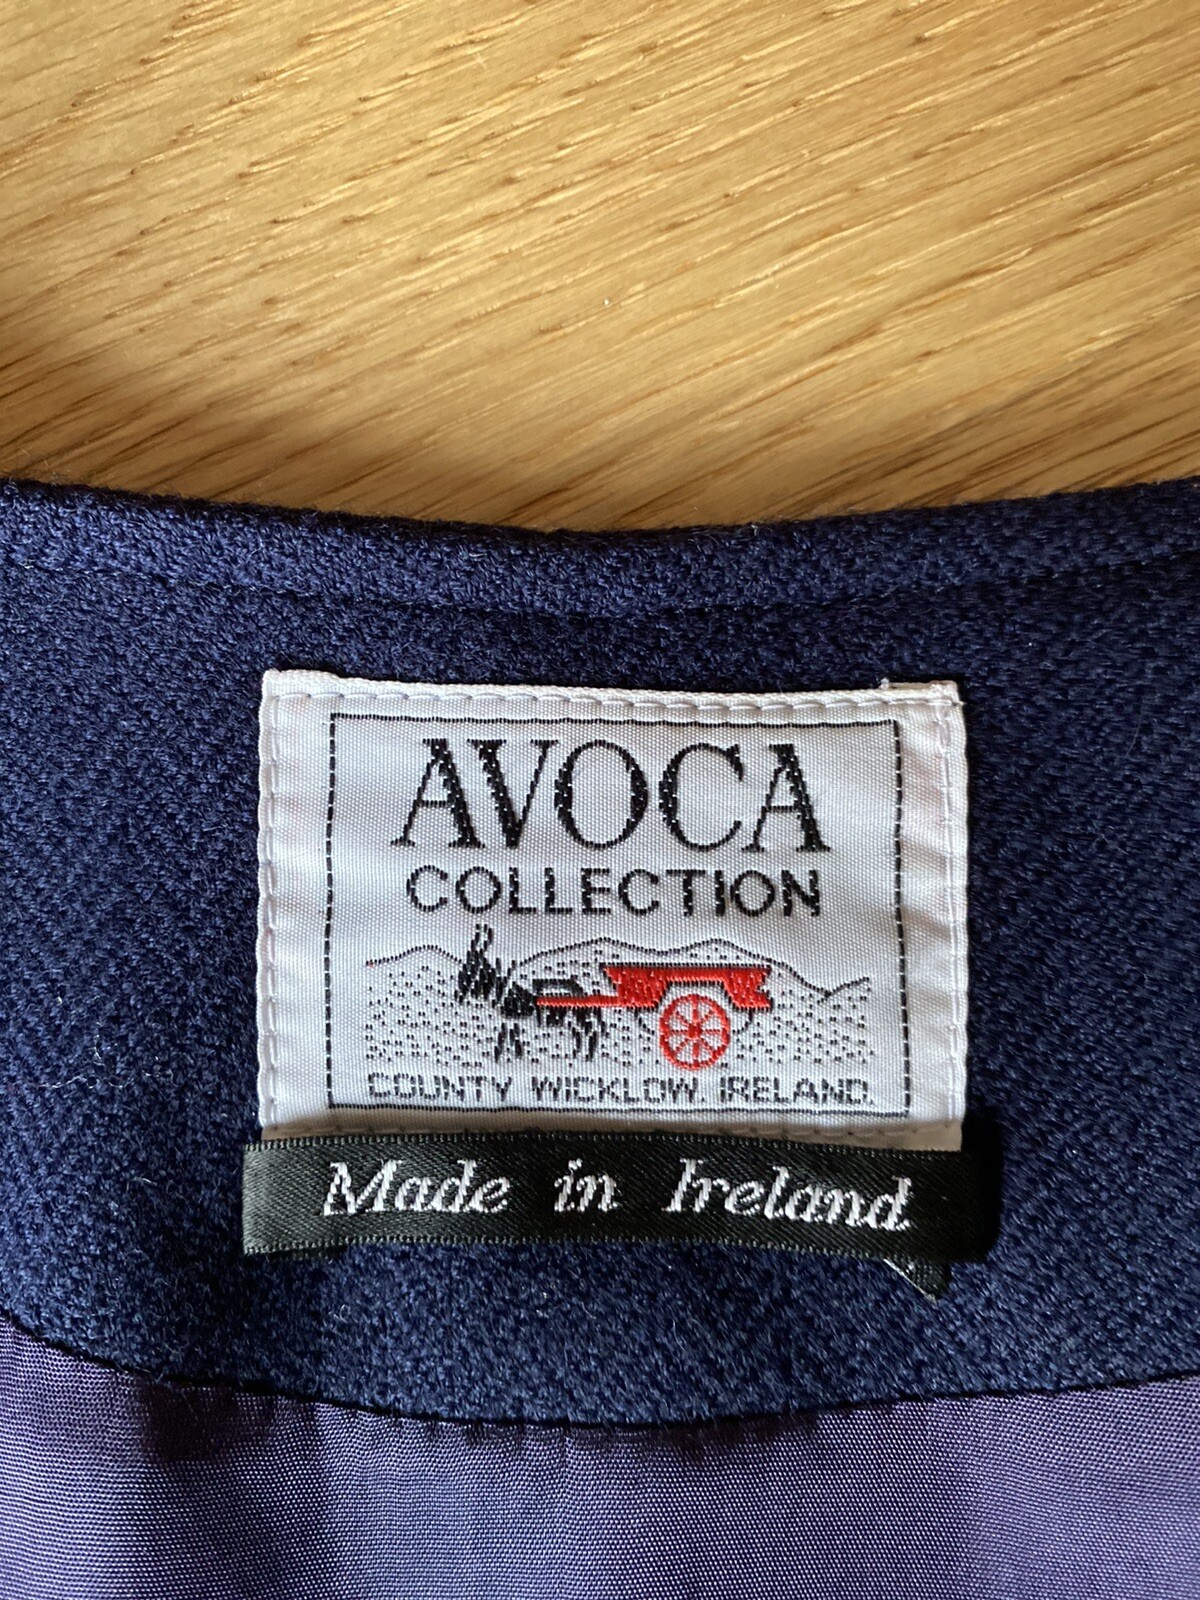 AVOCA
COLLECTION
COUNTY WICKLOW. IRELAND.
Made in Ireland